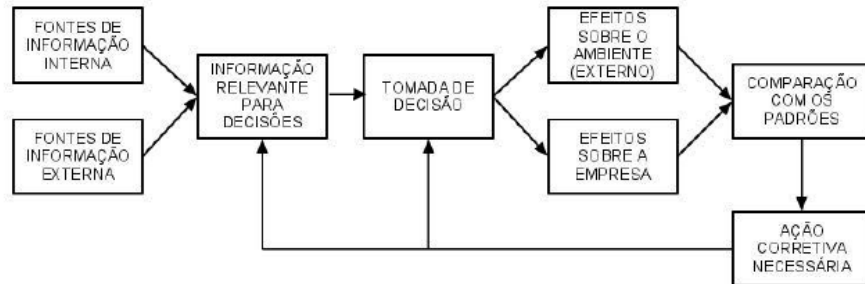 FONTES DE
INFORMAÇÃO
INTERNA
FONTES DE
INFORMAÇÃO
EXTERNA
INFORMAÇÃO
RELEVANTE
PARA
DECISÕES
TOMADA DE
DECISÃO
EFEITOS
SOBRE O
AMBIENTE
(EXTERNO)
EFEITOS
SOBRE A
EMPRESA
COMPARAÇÃO
COM OS
PADRÕES
AÇÃO
CORRETIVA
NECESSÁRIA